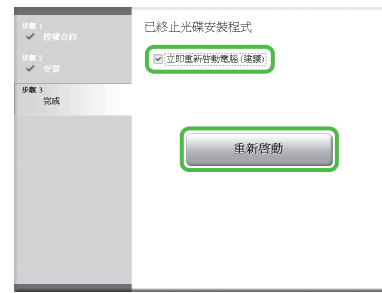 步驟 1
授權合約
步驟 2
安裝
步驟 3
完成
已終止光碟安裝程式
立即重新啓動電腦 (建議)
重新啓動